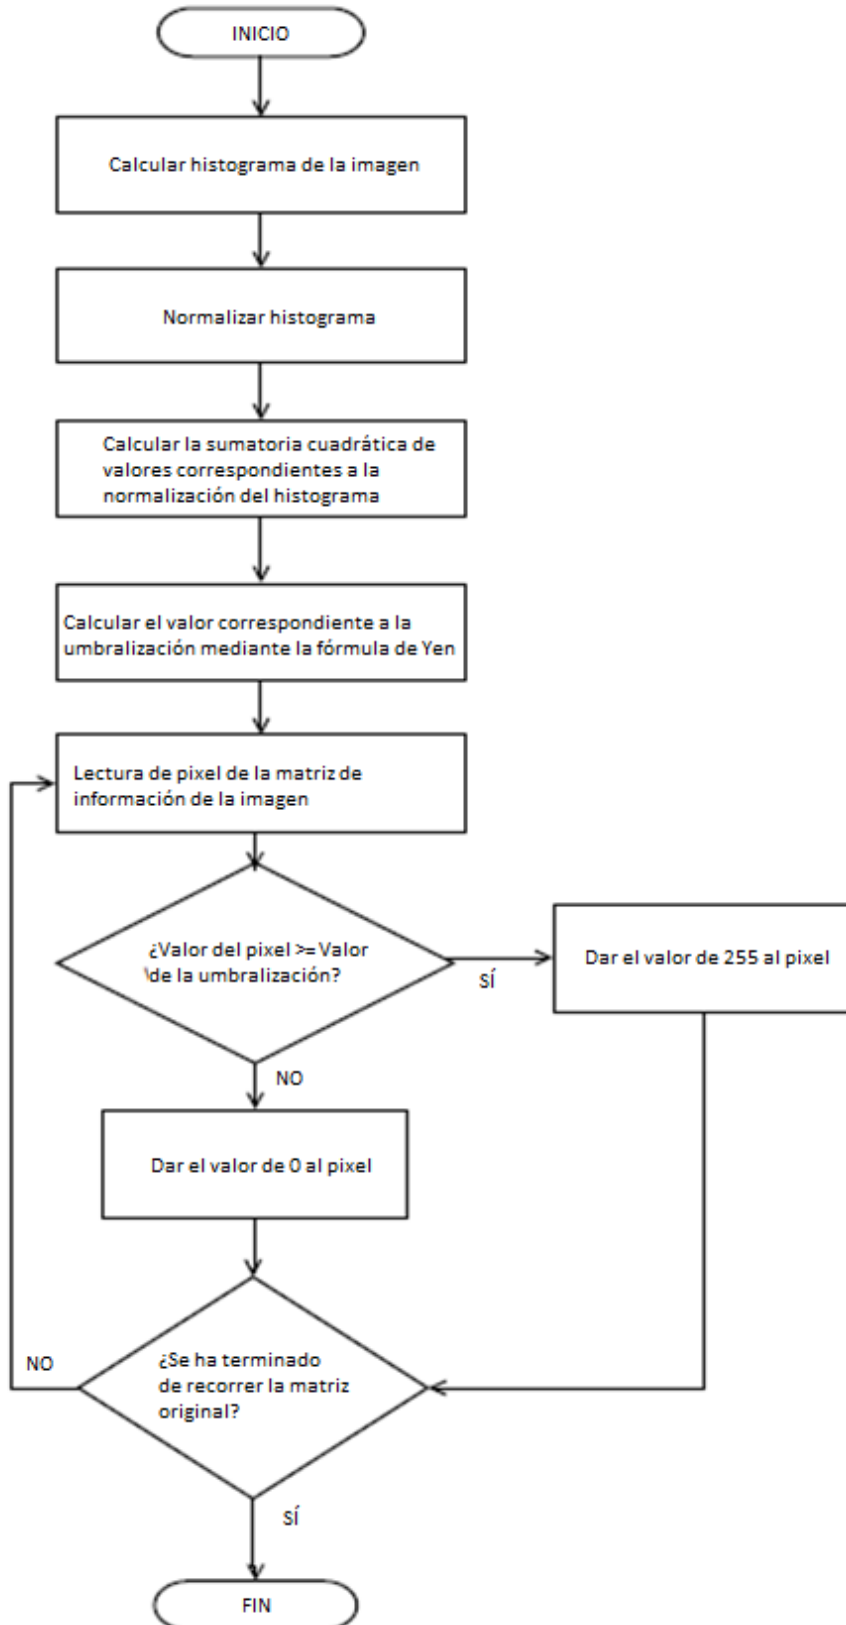 INICIO
Calcular histograma de la imagen
Normalizar histograma
Calcular la sumatoria cuadrática de
valores correspondientes a la
normalización del histograma
Calcular el valor correspondiente a la
umbralización mediante la fórmula de Yen
Lectura de pixel de la matriz de
información de la imagen
¿Valor del pixel >= Valor
de la umbralización?
SÍ
Dar el valor de 255 al pixel
NO
Dar el valor de 0 al pixel
¿Se ha terminado
de recorrer la matriz
original?
NO
SÍ
FIN